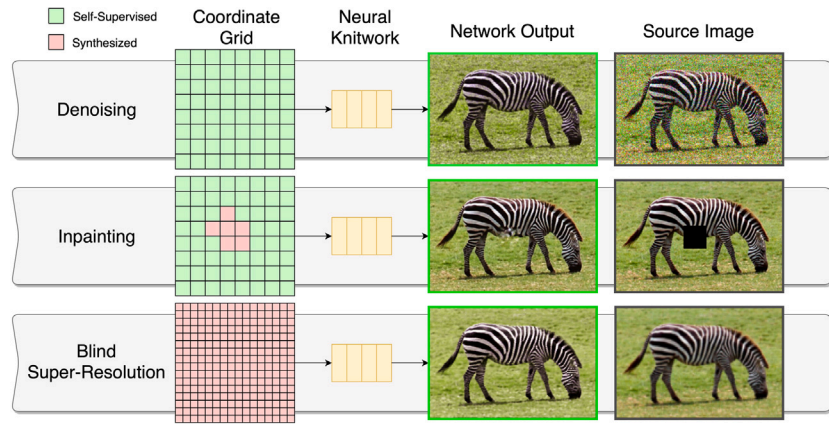 Self-Supervised
Synthesized
Coordinate
Grid
Neural
Knitwork
Network Output
Source Image
Denoising
Inpainting
Blind
Super-Resolution